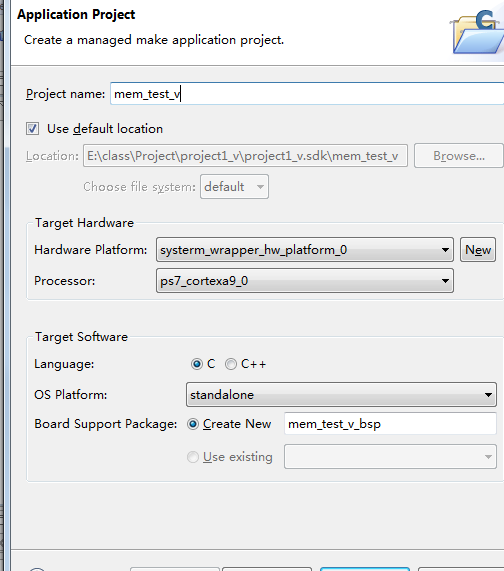 Application Project
Create a managed make application project.
C
Project name: mem_test_v
Use default location
Location: E:\class\Project\project1_v\project1_v.sdk\mem_test_v Browse...
Choose file system: default
Target Hardware
Hardware Platform: systerm_wrapper_hw_platform_0 New
Processor: ps7_cortexa9_0
Target Software
Language: C C++
OS Platform: standalone
Board Support Package: Create New mem_test_v_bsp
Use existing